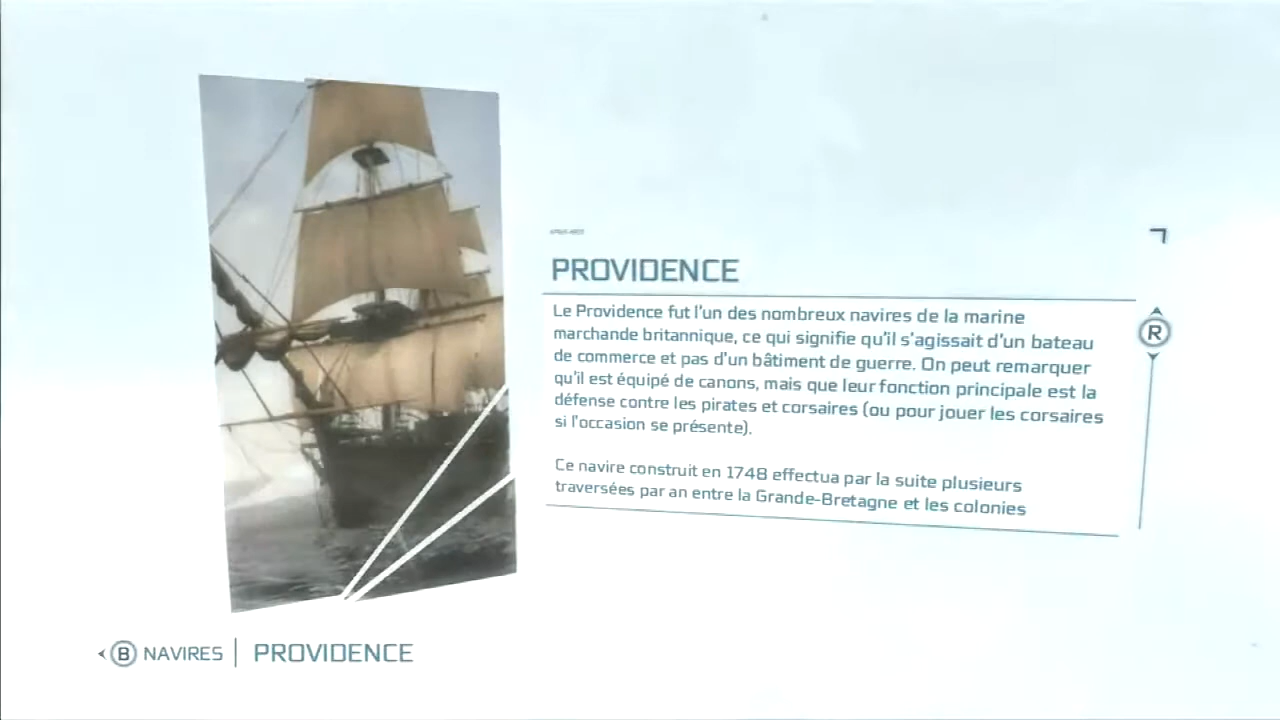 PROVIDENCE
Le Providence fut l'un des nombreux navires de la marine
marchande britannique, ce qui signifie qu'il s'agissait d'un bateau
de commerce et pas d'un bâtiment de guerre. On peut remarquer
qu'il est équipé de canons, mais que leur fonction principale est la
défense contre les pirates et corsaires (ou pour jouer les corsaires
si l'occasion se présente).
Ce navire construit en 1748 effectua par la suite plusieurs
traversées par an entre la Grande-Bretagne et les colonies
R
B NAVIRES | PROVIDENCE